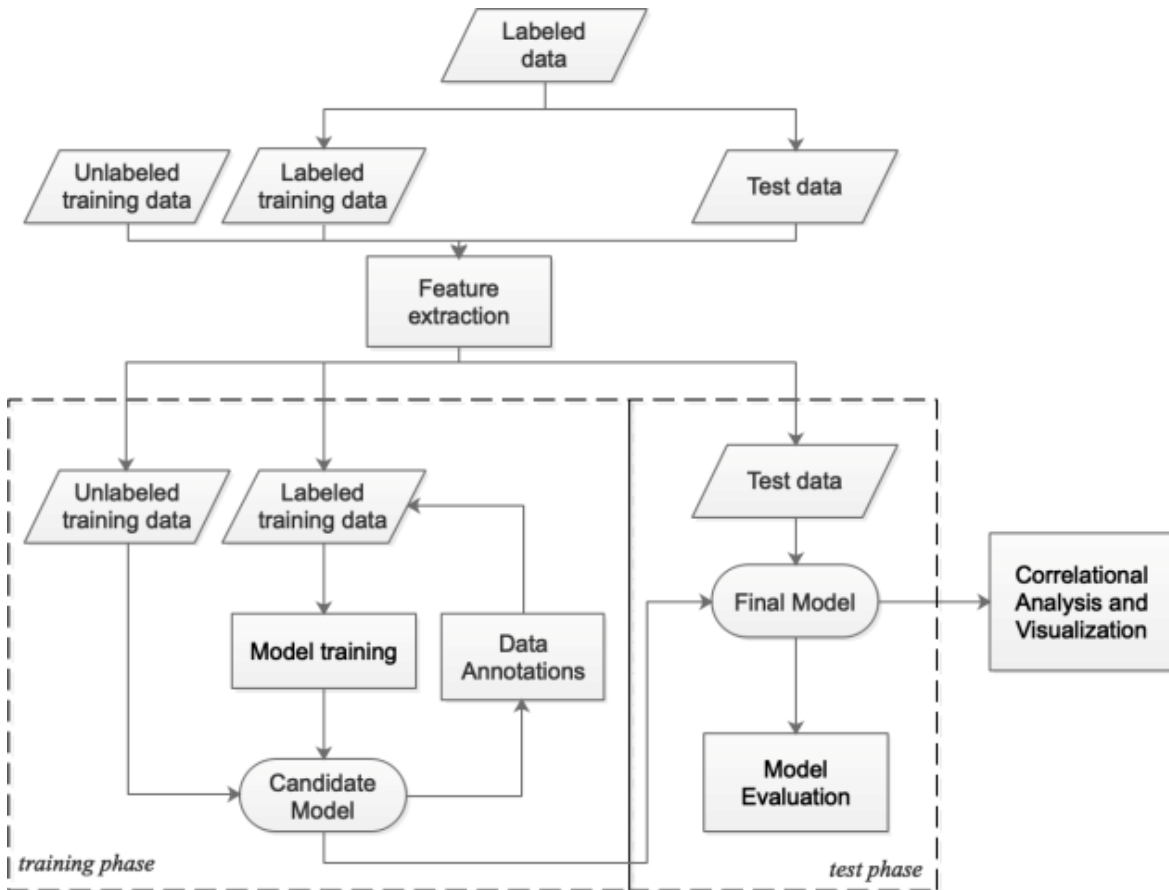 Labeled
data
Unlabeled
training data
Labeled
training data
Test data
Feature
extraction
Unlabeled
training data
Labeled
training data
Test data
Model training
Data
Annotations
Final Model
Correlational
Analysis and
Visualization
Candidate
Model
Model
Evaluation
training phase
test phase